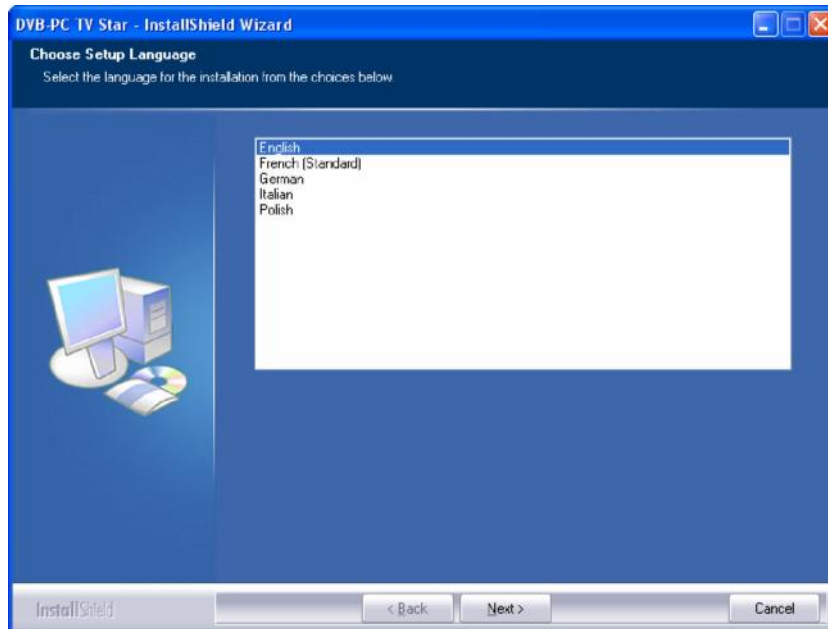 DVB-PC TV Star - InstallShield Wizard
Choose Setup Language
Select the language for the installation from the choices below.
English
French (Standard)
German
Italian
Polish
InstallShield
< Back
Next >
Cancel